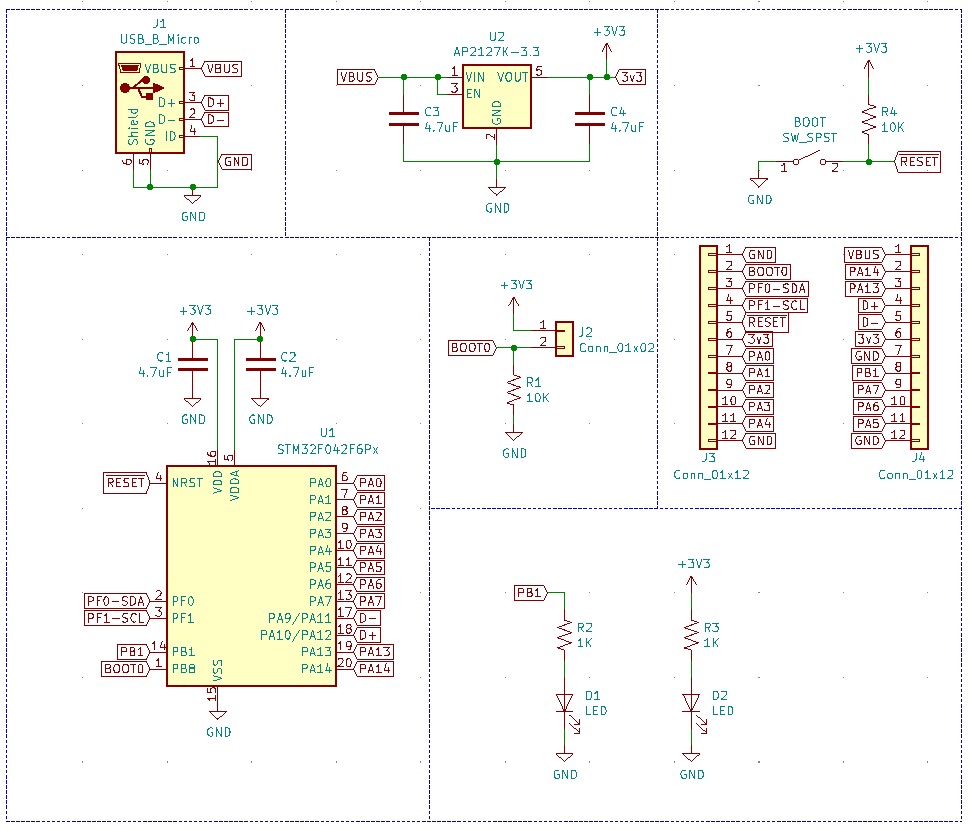 J1
USB_B_Micro
VBUS 1 VBUS
D+ 3 D+
D- 2 D-
ID 4
Shield
GND
GND
6 5
GND
U2
AP2127K-3.3
+3V3
VBUS 1 VIN VOUT 5 3v3
3 EN
GND
C3
4.7uF
C4
4.7uF
2
GND
+3V3
R4
10K
BOOT
SW_SPST
1 2
RESET
GND
+3V3
+3V3
C1
4.7uF
C2
4.7uF
GND
GND
U1
STM32F042F6Px
16 5
VDD VDDA
RESET 4 NRST
PA0 6 PA0
PA1 7 PA1
PA2 8 PA2
PA3 9 PA3
PA4 10 PA4
PA5 11 PA5
PA6 12 PA6
PF0-SDA 2 PF0
PA7 13 PA7
PF1-SCL 3 PF1
PA9/PA11 17 D-
PA10/PA12 18 D+
PB1 14 PB1
PA13 19 PA13
BOOT0 1 PB8
PA14 20 PA14
VSS
15
GND
+3V3
1
2
J2
Conn_01x02
BOOT0
R1
10K
GND
1 GND
2 BOOT0
3 PF0-SDA
4 PF1-SCL
5 RESET
6 3v3
7 PA0
8 PA1
9 PA2
10 PA3
11 PA4
12 GND
J3
Conn_01x12
VBUS 1
PA14 2
PA13 3
D+ 4
D- 5
3v3 6
GND 7
PB1 8
PA7 9
PA6 10
PA5 11
GND 12
J4
Conn_01x12
PB1
R2
1K
D1
LED
GND
+3V3
R3
1K
D2
LED
GND